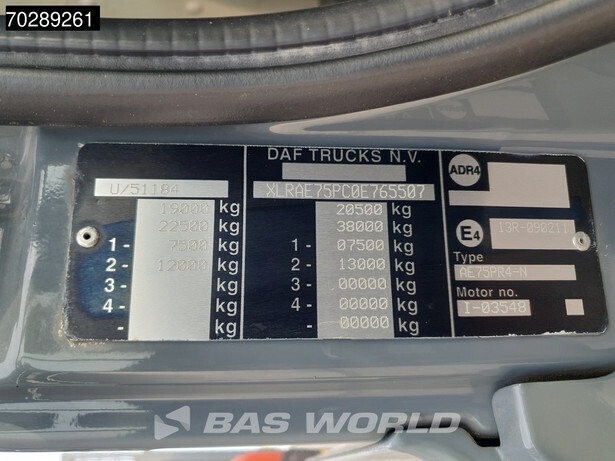 70289261
DAF TRUCKS N.V.
U/51184
XLRAE75PC0E765507
19000 kg
22500 kg
1 - 7500 kg
2 - 12000 kg
3 - kg
4 - kg
- kg
20500 kg
38000 kg
1 - 07500 kg
2 - 13000 kg
3 - 00000 kg
4 - 00000 kg
- 00000 kg
ADR4
E4 13R-090211
Type
AE75PR4-N
Motor no.
1-03548
BAS WORLD